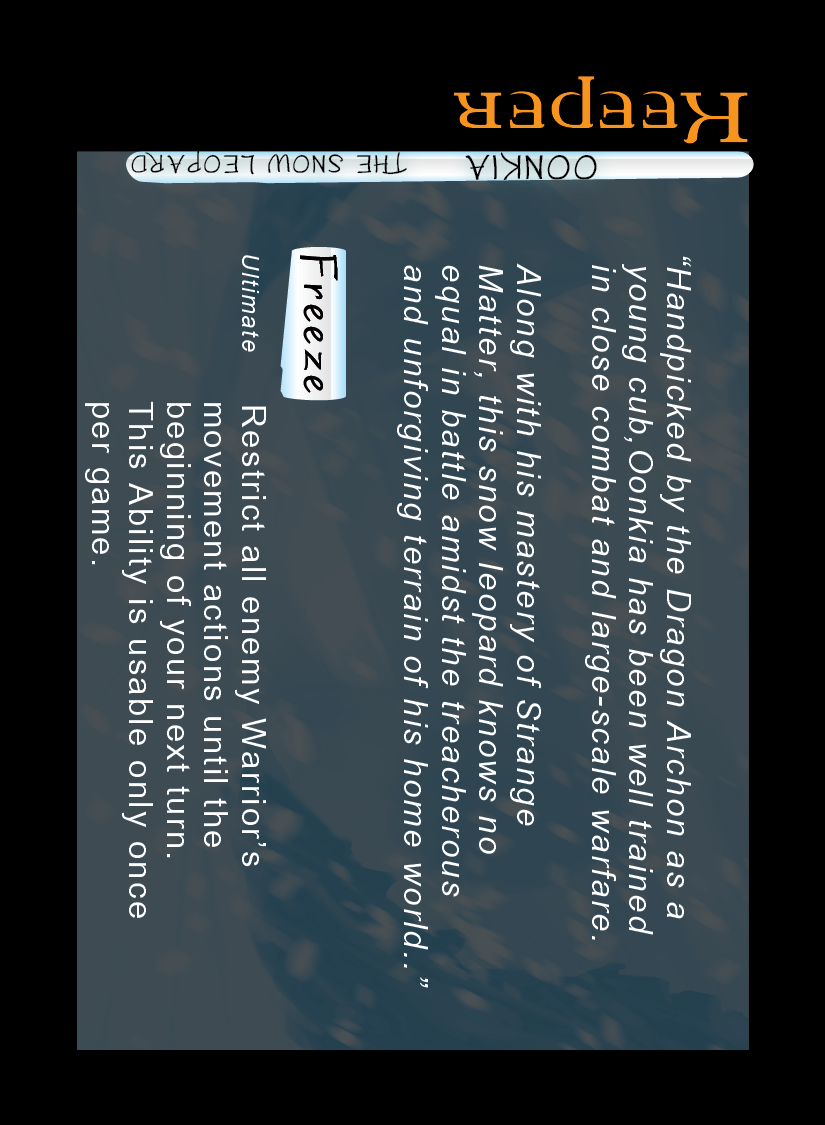 Keeper
OONKIA THE SNOW LEOPARD
“Handpicked by the Dragon Archon as a
young cub,Oonkia has been well trained
in close combat and large-scale warfare.
Along with his mastery of Strange
Matter, this snow leopard knows no
equal in battle amidst the treacherous
and unforgiving terrain of his home world.. ”
Freeze
Ultimate Restrict all enemy Warrior’s
movement actions until the
beginning of your next turn.
This Ability is usable only once
per game.